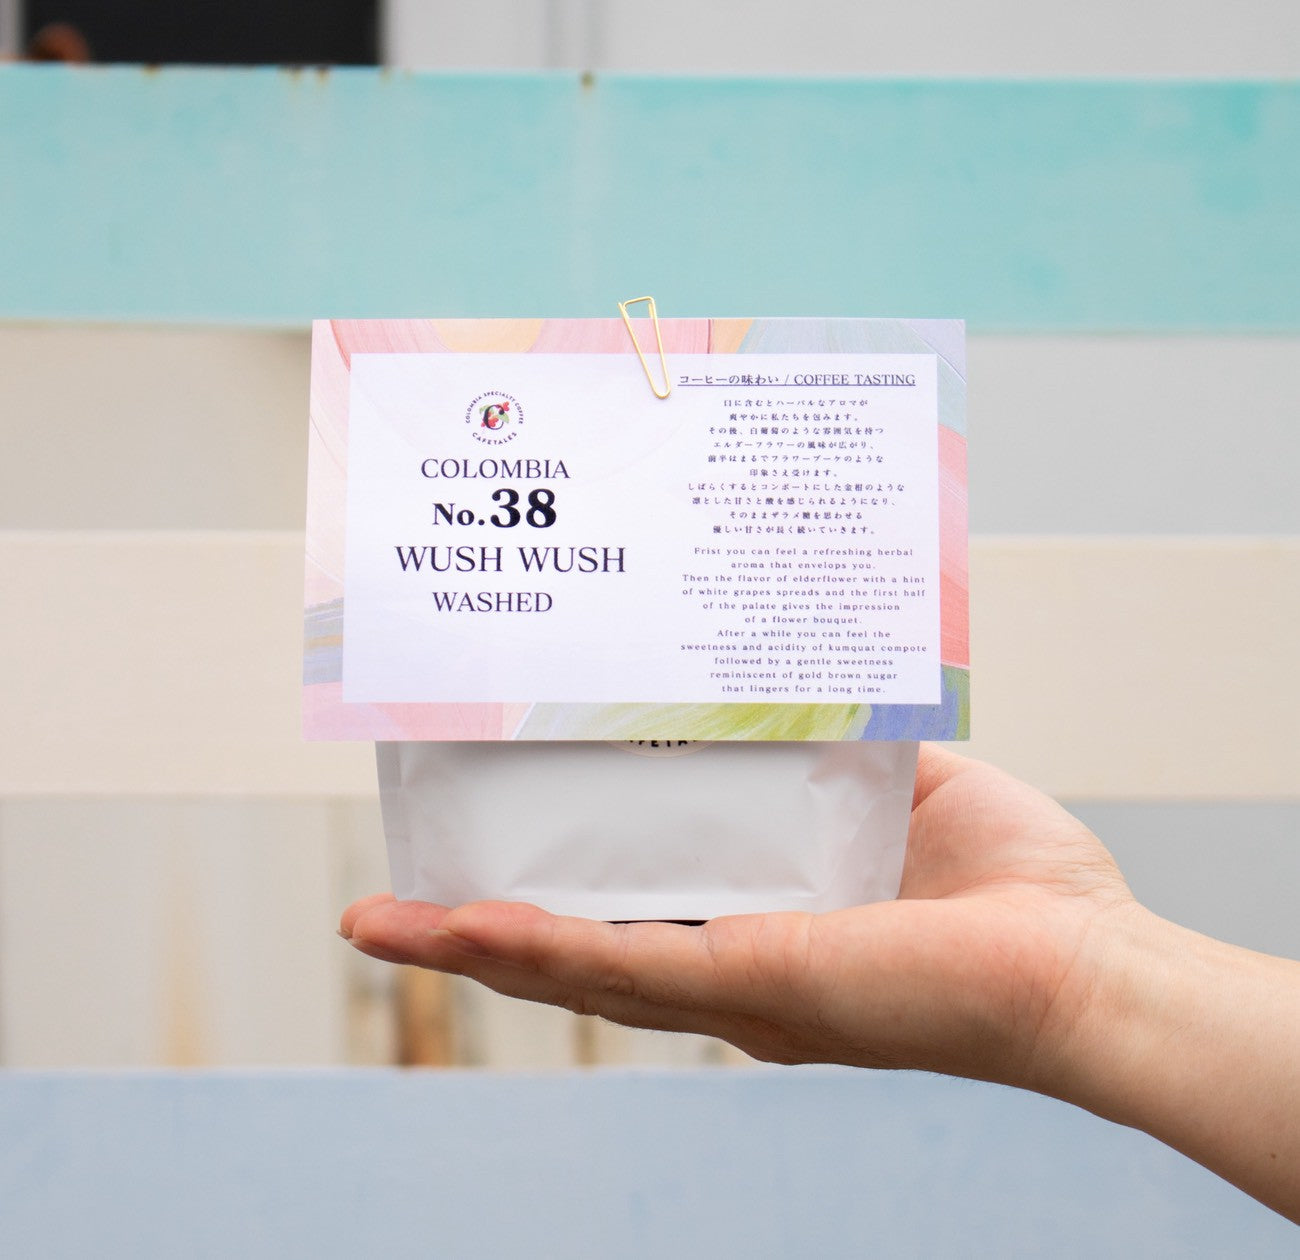 COLOMBIA SPECIALTY COFFEE
CAFETALES
COLOMBIA
No.38
WUSH WUSH
WASHED
コーヒーの味わい / COFFEE TASTING
口に含むとハーバルなアロマが
爽やかに私たちを包みます。
その後、白葡萄のような雰囲気を持つ
エルダーフラワーの風味が広がり、
前半はまるでフラワーブーケのような
印象さえ受けます。
しばらくするとコンポートにした金柑のような
凛とした甘さと酸を感じられるようになり、
そのままザラメ糖を思わせる
優しい甘さが長く続いていきます。
Frist you can feel a refreshing herbal
aroma that envelops you.
Then the flavor of elderflower with a hint
of white grapes spreads and the first half
of the palate gives the impression
of a flower bouquet.
After a while you can feel the
sweetness and acidity of kumquat compote
followed by a gentle sweetness
reminiscent of gold brown sugar
that lingers for a long time.